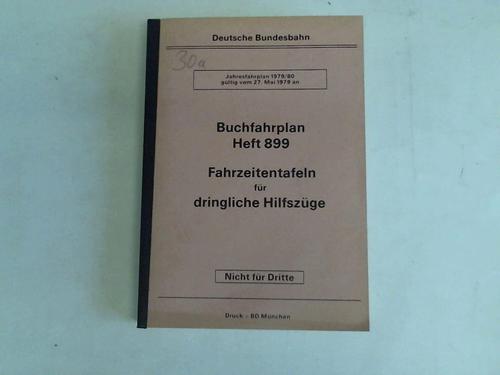 Deutsche Bundesbahn
30a
Jahresfahrplan 1979/80
gültig vom 27. Mai 1979 an
Buchfahrplan
Heft 899
Fahrzeitentafeln
für
dringliche Hilfszüge
Nicht für Dritte
Druck - BD München